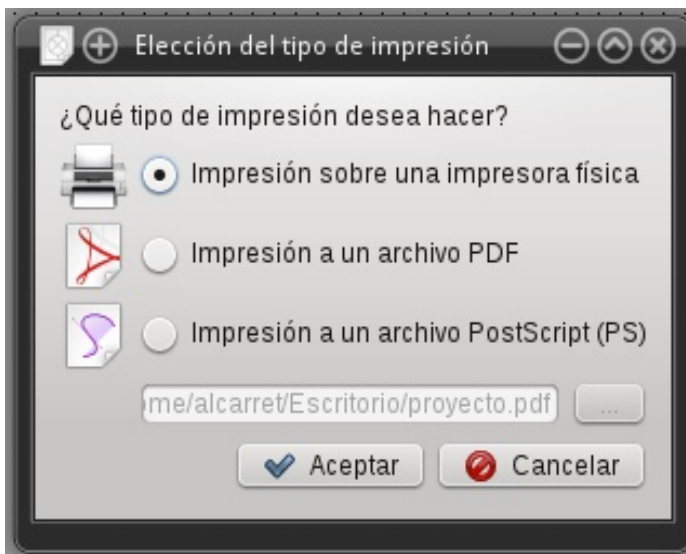 Elección del tipo de impresión
¿Qué tipo de impresión desea hacer?
Impresión sobre una impresora física
Impresión a un archivo PDF
Impresión a un archivo PostScript (PS)
me/alcarret/Escritorio/proyecto.pdf
...
Aceptar
Cancelar